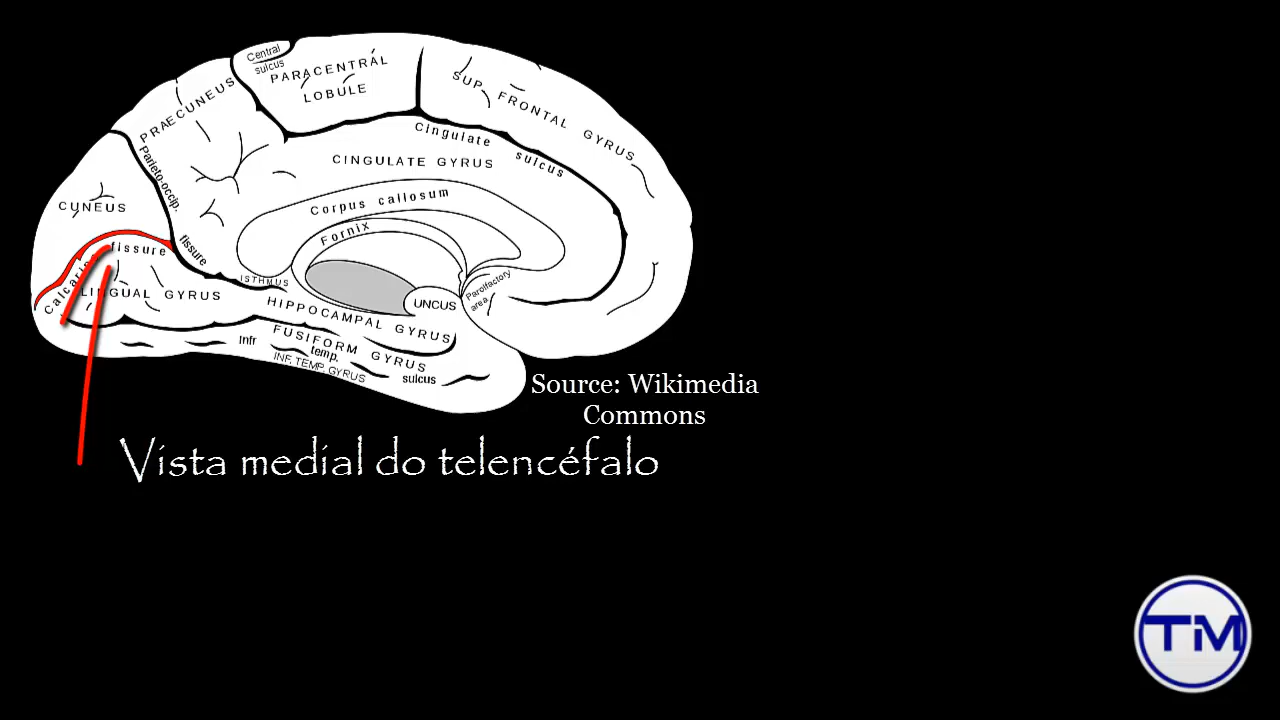 Central
sulcus
PARACENTRAL
LOBULE
SUP. FRONTAL GYRUS
PRAECUNEUS
Cingulate sulcus
Parieto-occip.
fissure
CINGULATE GYRUS
Corpus callosum
CUNEUS
Fornix
Calcarine fissure
ISTHMUS
Parolfactory
area
LINGUAL GYRUS
UNCUS
HIPPOCAMPAL GYRUS
FUSIFORM GYRUS
Infr temp. sulcus
INF. TEMP. GYRUS
Source: Wikimedia
Commons
Vista medial do telencéfalo
TM